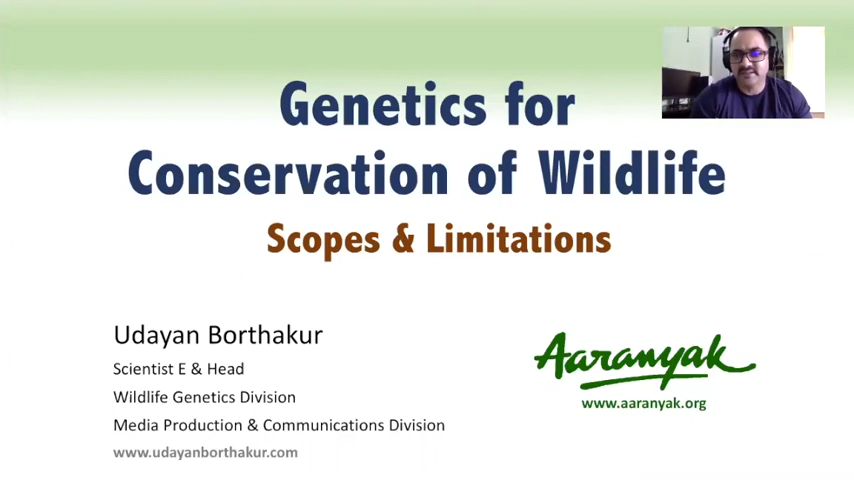 Genetics for
Conservation of Wildlife
Scopes & Limitations
Udayan Borthakur
Scientist E & Head
Wildlife Genetics Division
Media Production & Communications Division
www.udayanborthakur.com
Aaranyak
www.aaranyak.org